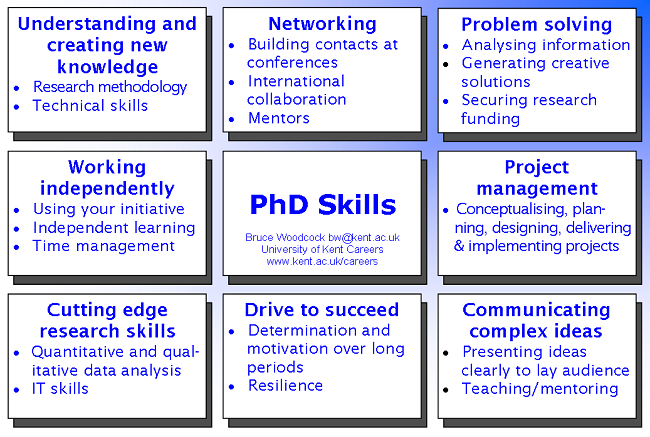 Understanding and
creating new
knowledge
• Research methodology
• Technical skills
Networking
• Building contacts at
conferences
• International
collaboration
• Mentors
Problem solving
• Analysing information
• Generating creative
solutions
• Securing research
funding
Working
independently
• Using your initiative
• Independent learning
• Time management
PhD Skills
Bruce Woodcock bw@kent.ac.uk
University of Kent Careers
www.kent.ac.uk/careers
Project
management
• Conceptualising, plan-
ning, designing, delivering
& implementing projects
Cutting edge
research skills
• Quantitative and qual-
itative data analysis
• IT skills
Drive to succeed
• Determination and
motivation over long
periods
• Resilience
Communicating
complex ideas
• Presenting ideas
clearly to lay audience
• Teaching/mentoring